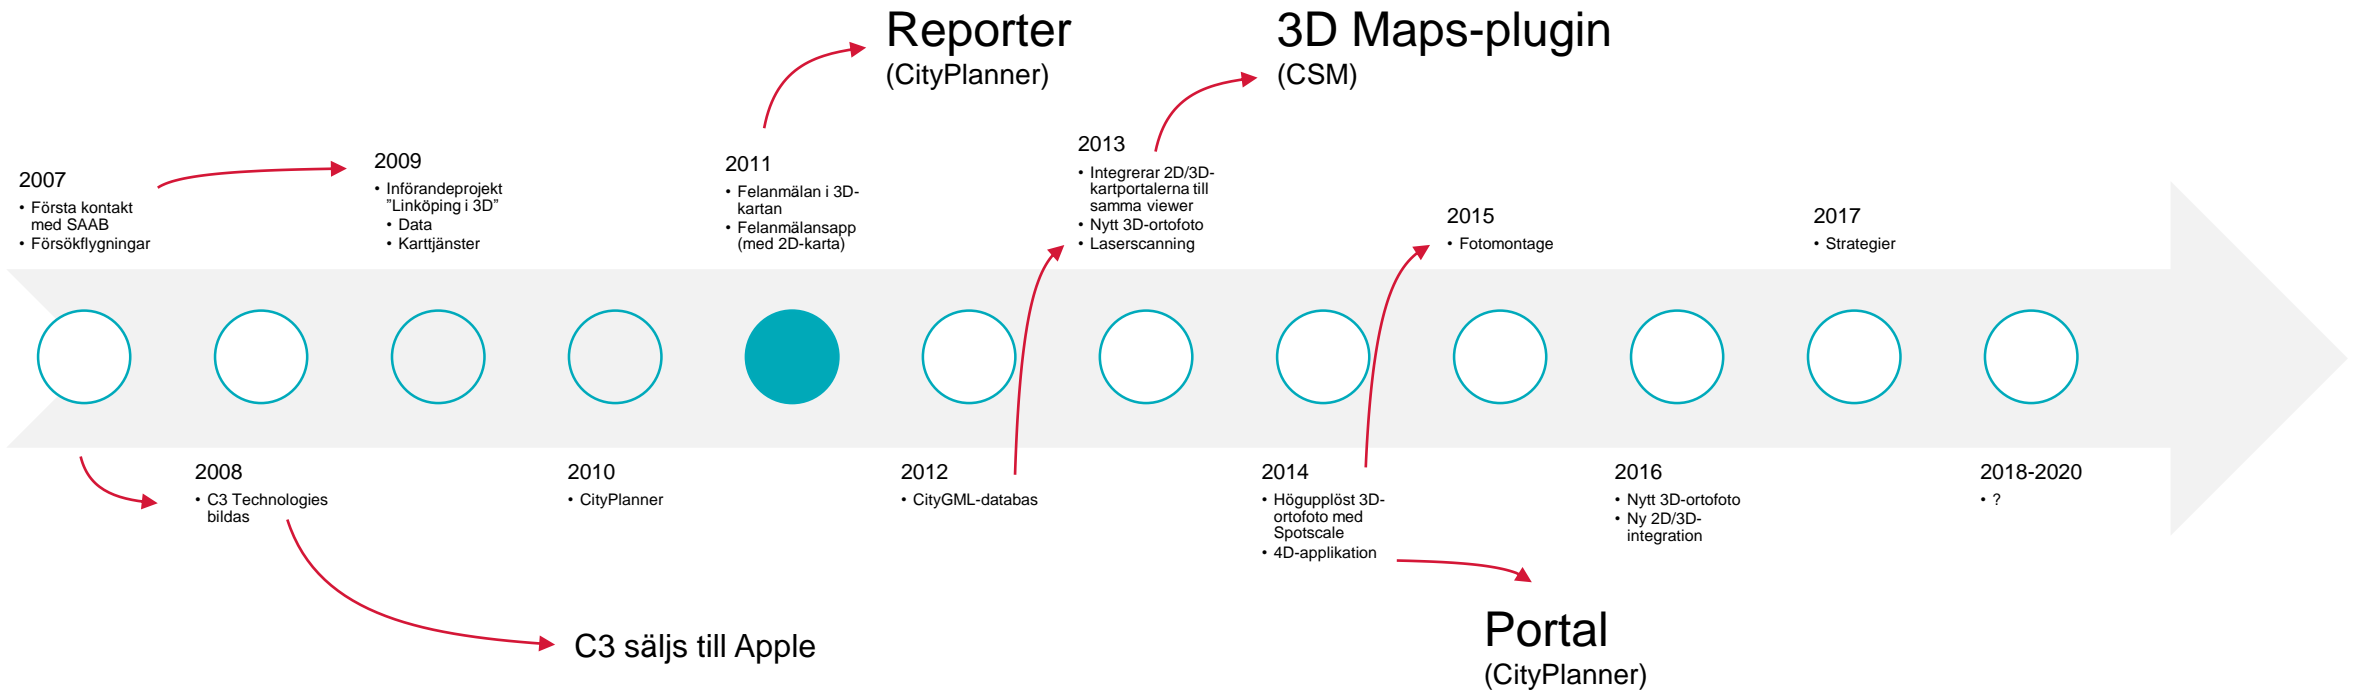 Reporter
(CityPlanner)
3D Maps-plugin
(CSM)
2007
• Första kontakt
med SAAB
• Försökflygningar
2009
• Införandeprojekt
”Linköping i 3D”
• Data
• Karttjänster
2011
• Felanmälan i 3D-
kartan
• Felanmälansapp
(med 2D-karta)
2013
• Integrerar 2D/3D-
kartportalerna till
samma viewer
• Nytt 3D-ortofoto
• Laserscanning
2015
• Fotomontage
2017
• Strategier
2008
• C3 Technologies
bildas
2010
• CityPlanner
2012
• CityGML-databas
2014
• Högupplöst 3D-
ortofoto med
Spotscale
• 4D-applikation
2016
• Nytt 3D-ortofoto
• Ny 2D/3D-
integration
2018-2020
• ?
C3 säljs till Apple
Portal
(CityPlanner)